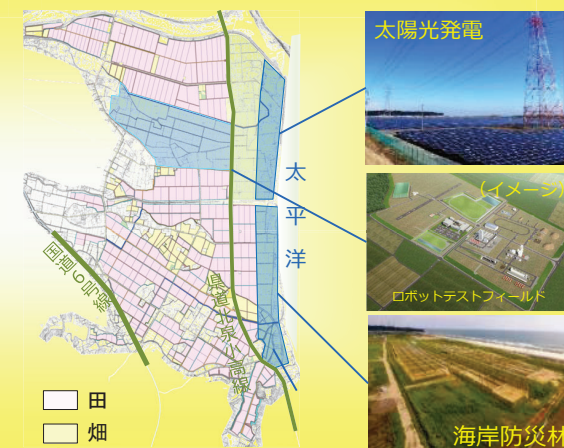 太陽光発電
(イメージ)
ロボットテストフィールド
海岸防災林
太平洋
国道6号線
県道北泉小高線
田
畑